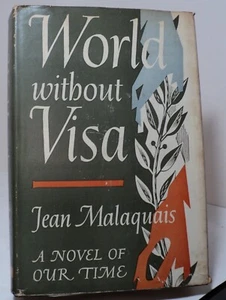 World
without
Visa
Jean Malaquais
A NOVEL OF
OUR TIME